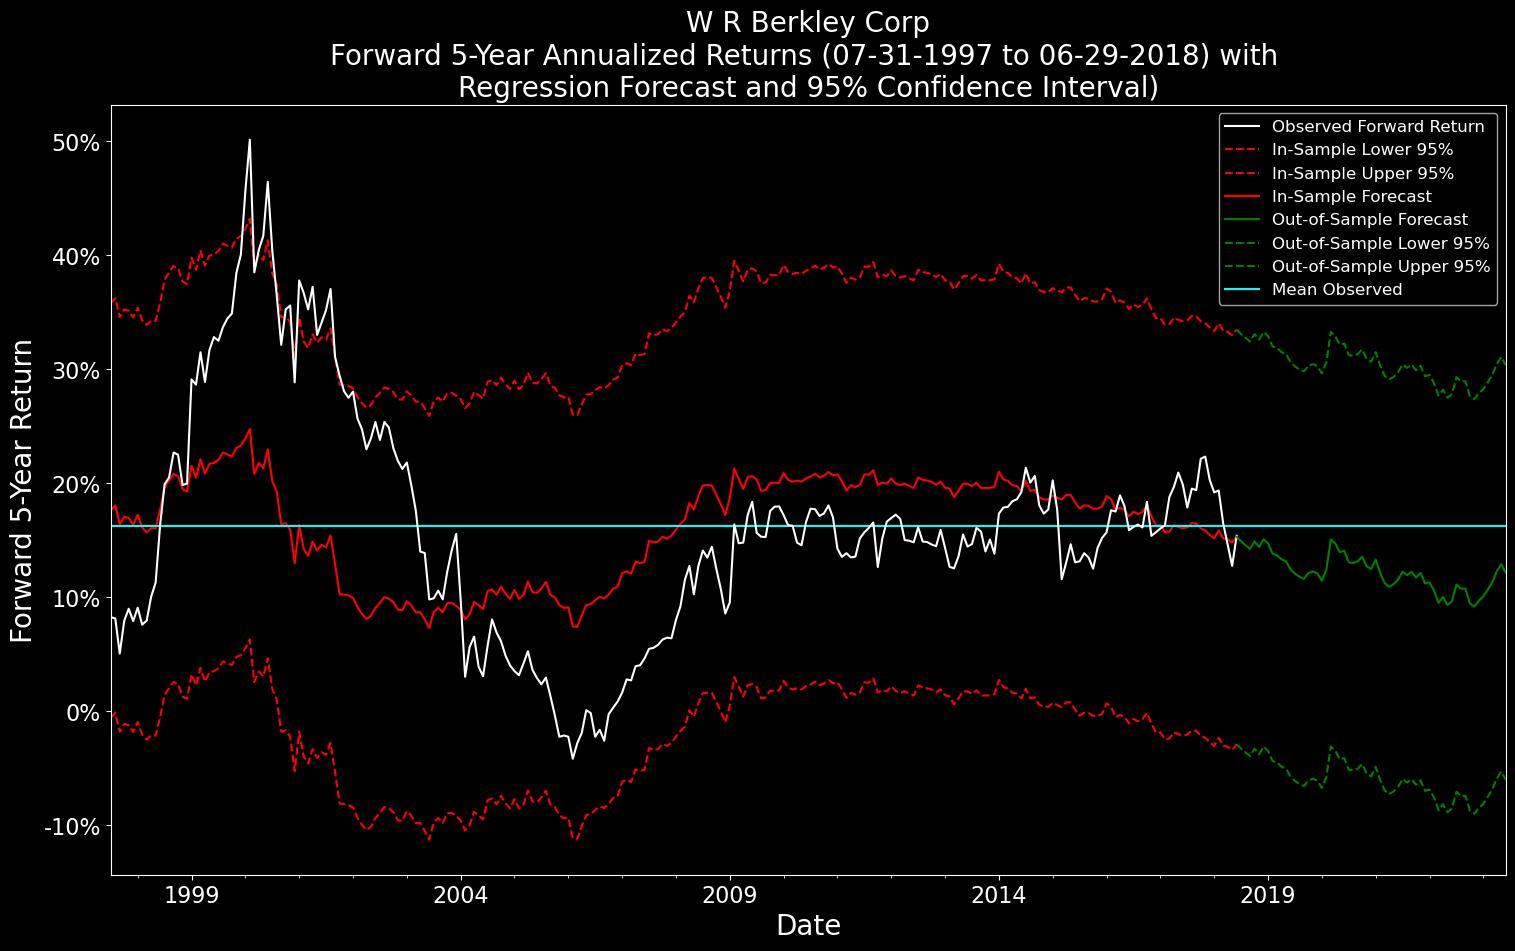 W R Berkley Corp
Forward 5-Year Annualized Returns (07-31-1997 to 06-29-2018) with
Regression Forecast and 95% Confidence Interval)
Observed Forward Return
In-Sample Lower 95%
In-Sample Upper 95%
In-Sample Forecast
Out-of-Sample Forecast
Out-of-Sample Lower 95%
Out-of-Sample Upper 95%
Mean Observed
Forward 5-Year Return
50%
40%
30%
20%
10%
0%
-10%
1999
2004
2009
2014
2019
Date